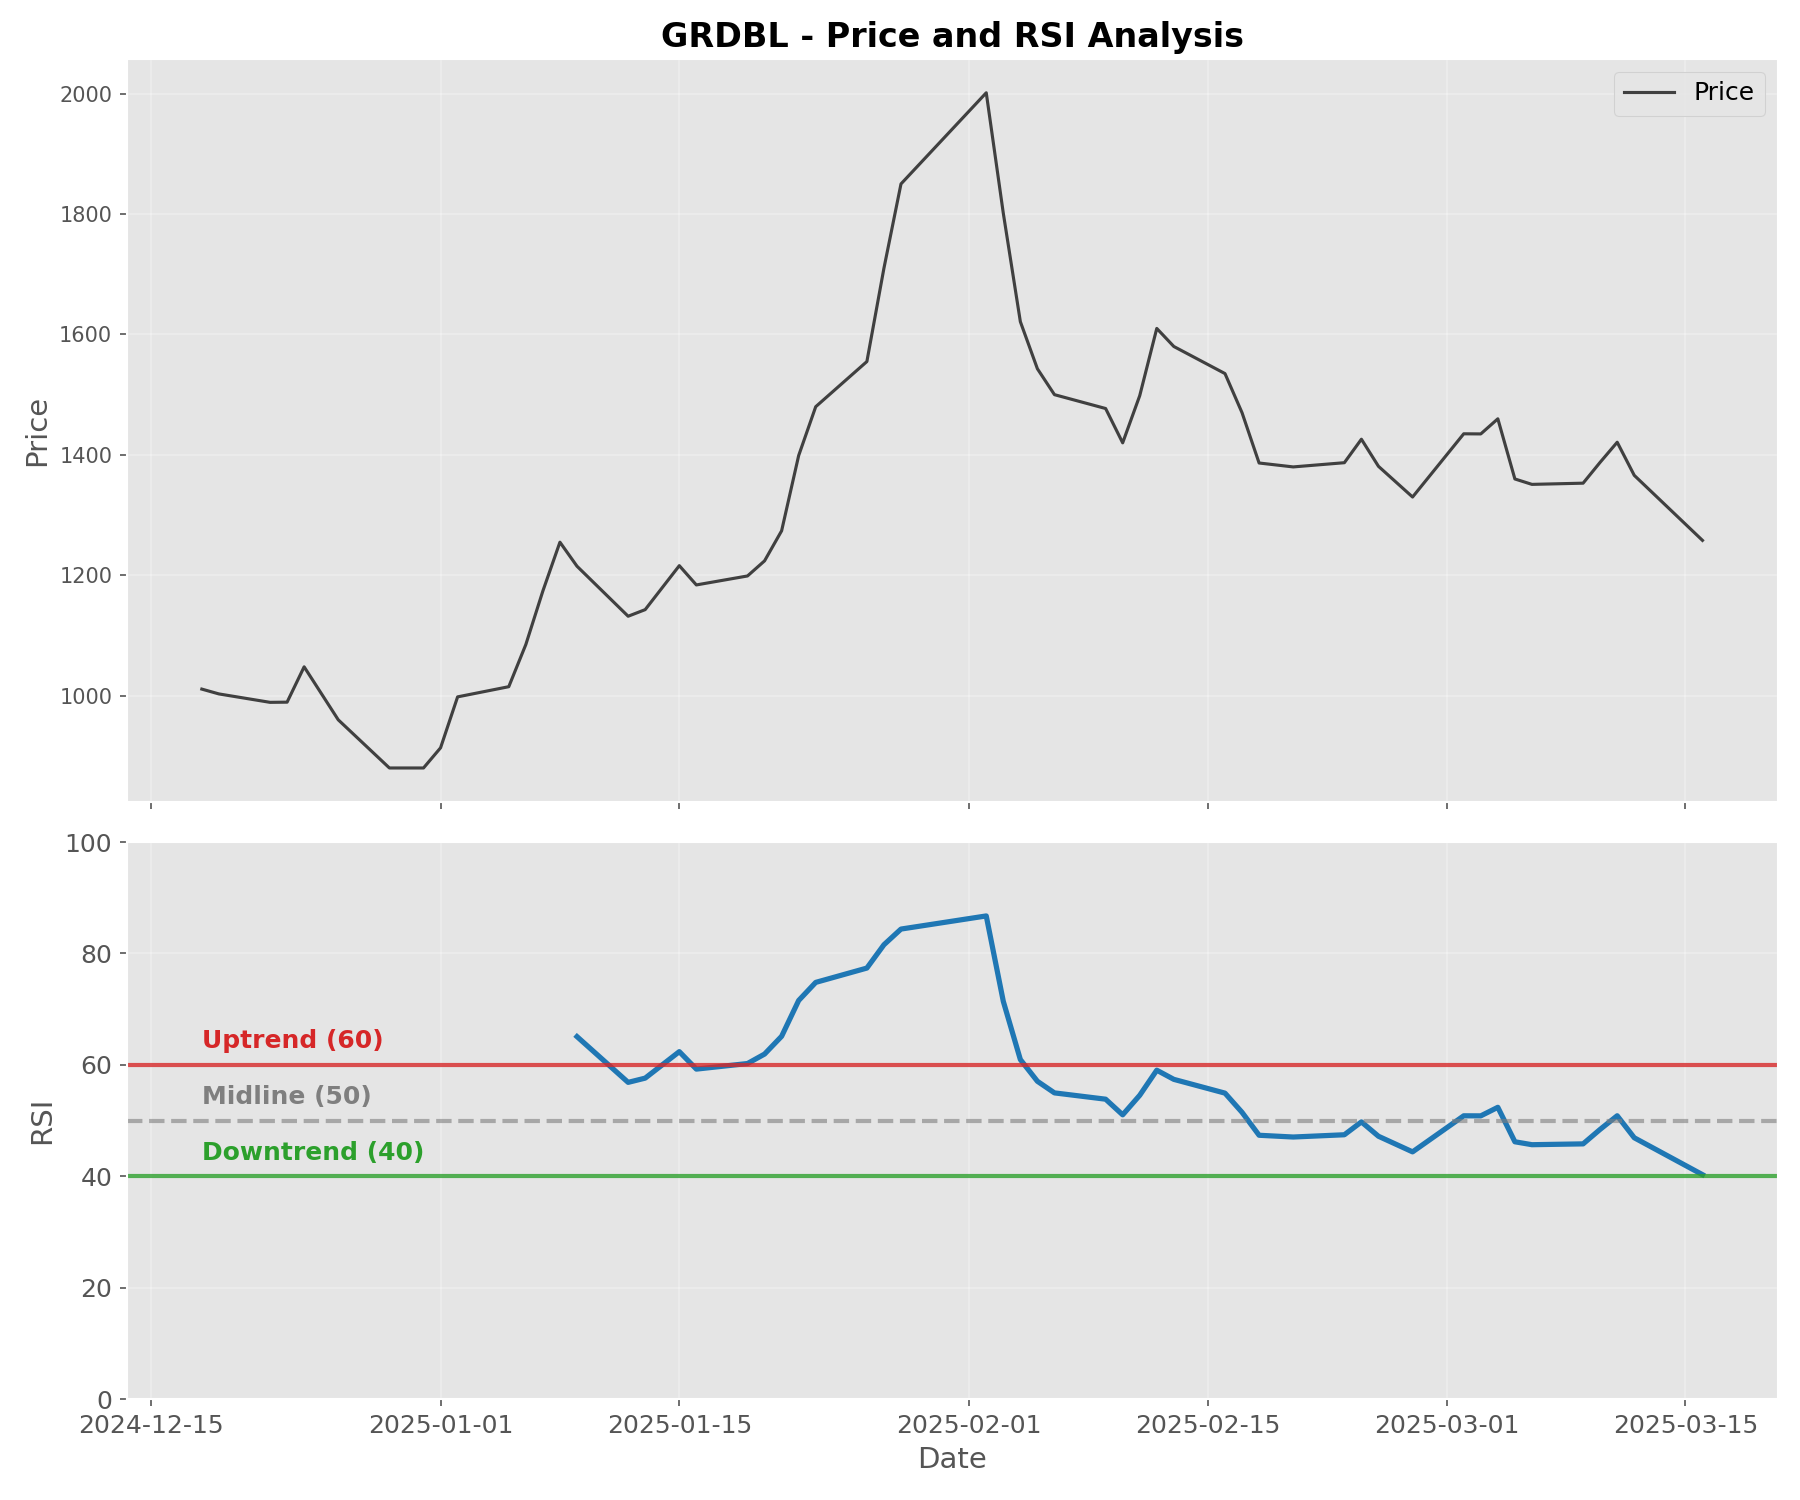 GRDBL - Price and RSI Analysis
Price
2000
1800
1600
1400
1200
1000
Price
100
80
60
40
20
0
RSI
Uptrend (60)
Midline (50)
Downtrend (40)
2024-12-15
2025-01-01
2025-01-15
2025-02-01
2025-02-15
2025-03-01
2025-03-15
Date